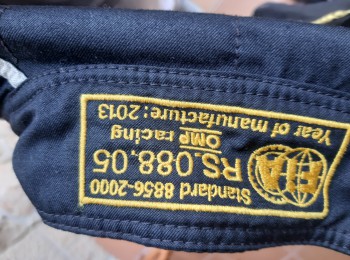 Standard 8856-2000
FIA RS.088.05
OMP racing
Year of manufacture: 2013